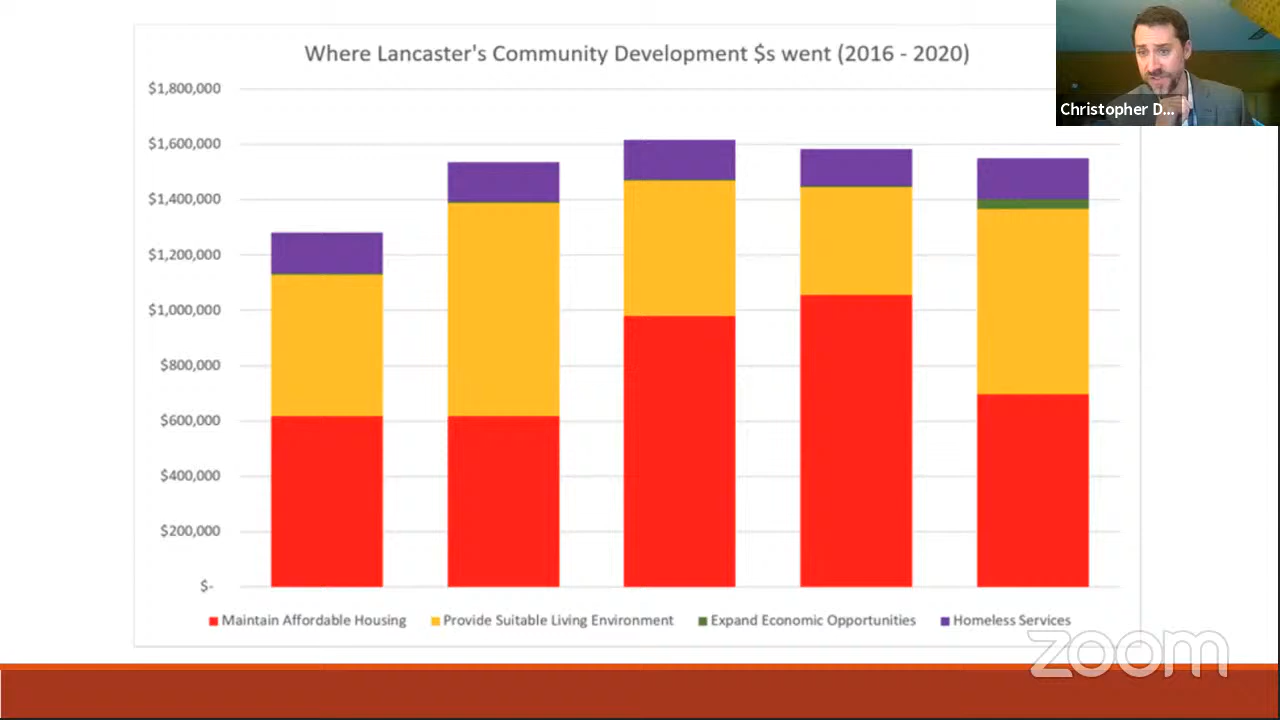 Where Lancaster's Community Development $s went (2016 - 2020)
Christopher D...
$1,800,000
$1,600,000
$1,400,000
$1,200,000
$1,000,000
$800,000
$600,000
$400,000
$200,000
$-
Maintain Affordable Housing Provide Suitable Living Environment Expand Economic Opportunities Homeless Services
zoom